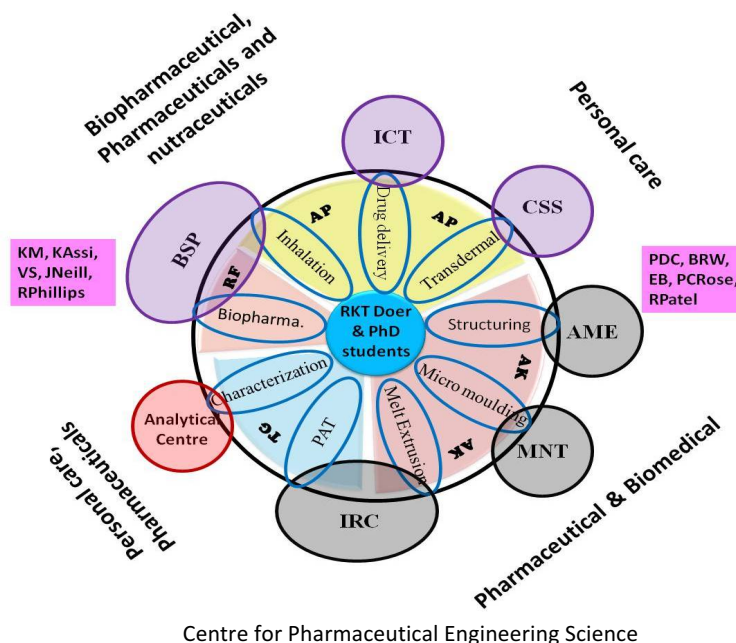 Biopharmaceutical,
Pharmaceuticals and
nutraceuticals
Personal care
ICT
CSS
BSP
AP
AP
Inhalation
Drug delivery
Transdermal
KM, KAssi,
VS, JNeill,
RPhillips
PDC, BRW,
EB, PCRose,
RPatel
RF
Biopharma.
RKT Doer
& PhD
students
Structuring
AME
AK
Characterization
Micro moulding
Analytical
Centre
TG
PAT
Melt Extrusion
AK
MNT
IRC
Personal care,
pharmaceuticals
Pharmaceutical & Biomedical
Centre for Pharmaceutical Engineering Science